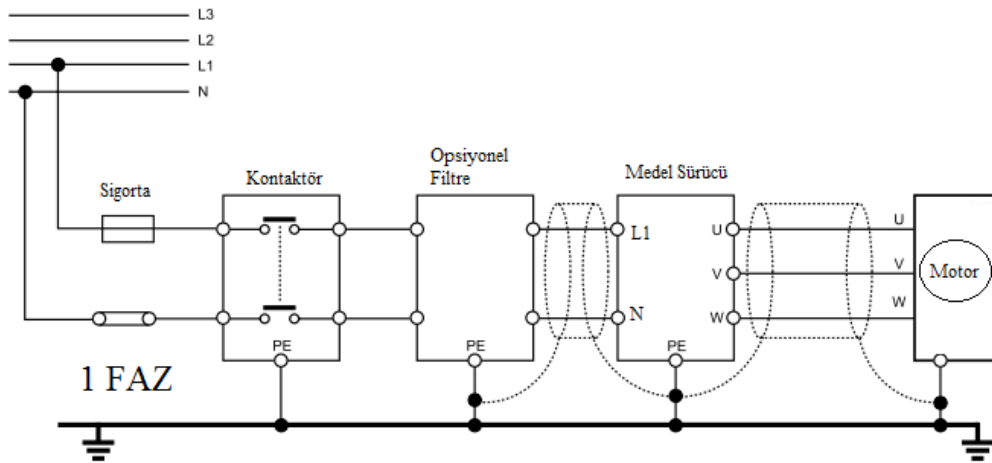 L3
L2
L1
N
Sigorta
Kontaktör
Opsiyonel
Filtre
Medel Sürücü
L1
N
U
V
W
U
V
W
Motor
PE
PE
PE
1 FAZ